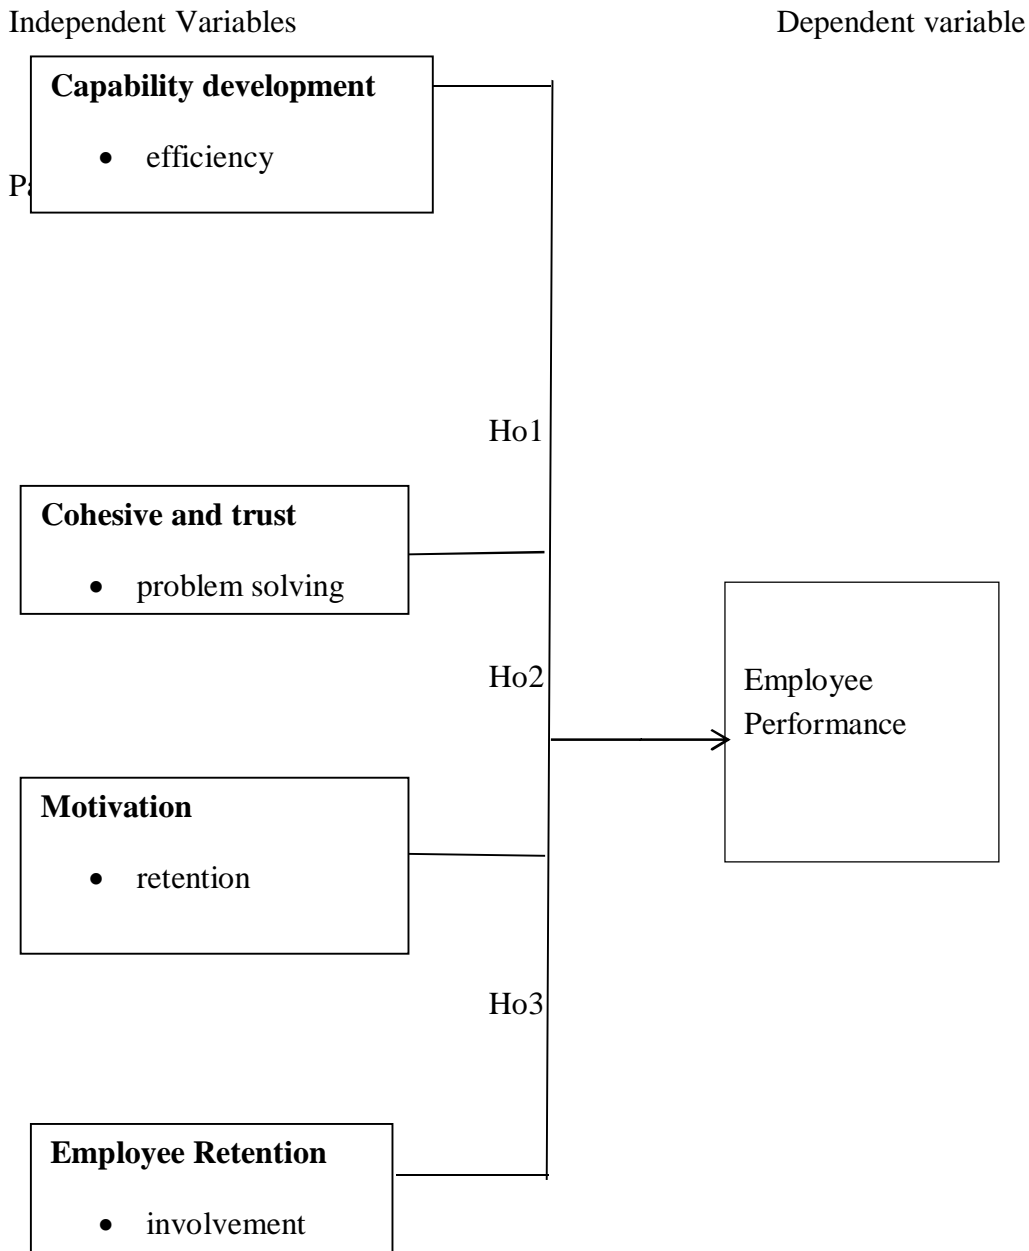 Independent Variables Dependent variable
Capability development
• efficiency
Ho1
Cohesive and trust
• problem solving
Ho2
Employee
Performance
Motivation
• retention
Ho3
Employee Retention
• involvement